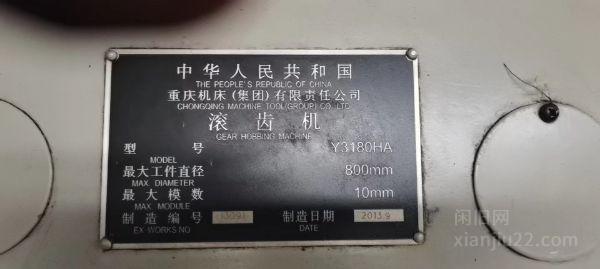 中华人民共和国
THE PEOPLE'S REPUBLIC OF CHINA
重庆机床(集团)有限责任公司
CHONGQING MACHINE TOOL(GROUP) CO. LTD
滚齿机
GEAR HOBBING MACHINE
型号 Y3180HA
MODEL
最大工件直径 800mm
MAX. DIAMETER
最大模数 10mm
MAX. MODULE
制造编号 13091 制造日期 2013.9
EX-WORKS NO DATE
闲旧网
xianjiu22.com